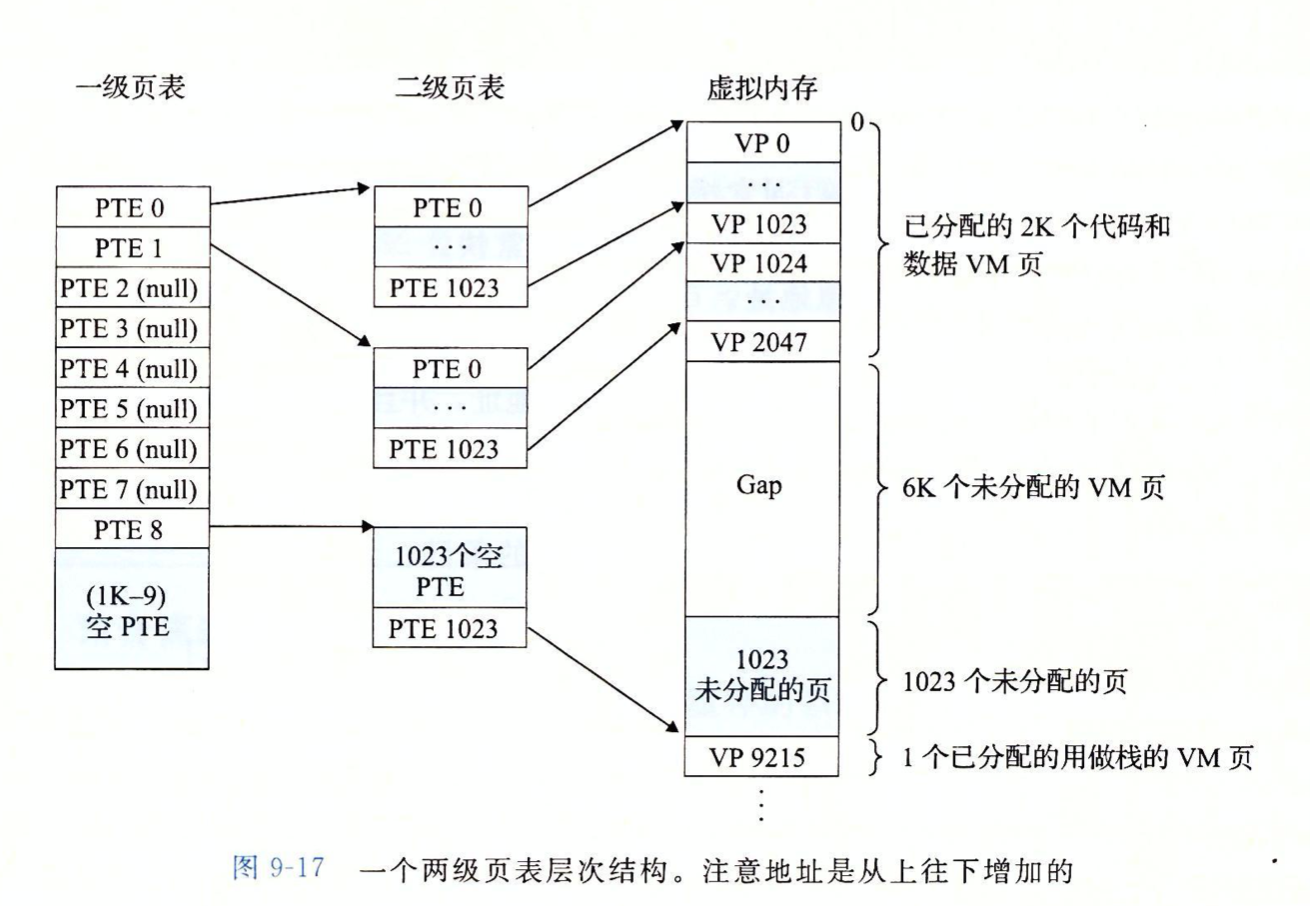 一级页表
二级页表
虚拟内存
PTE 0
PTE 1
PTE 2 (null)
PTE 3 (null)
PTE 4 (null)
PTE 5 (null)
PTE 6 (null)
PTE 7 (null)
PTE 8
(1K–9)
空 PTE
PTE 0
···
PTE 1023
PTE 0
···
PTE 1023
1023个空
PTE
PTE 1023
0
VP 0
···
VP 1023
VP 1024
···
VP 2047
Gap
1023
未分配的页
VP 9215
⋮
已分配的 2K 个代码和
数据 VM 页
6K 个未分配的 VM 页
1023 个未分配的页
1 个已分配的用做栈的 VM 页
图 9-17 一个两级页表层次结构。注意地址是从上往下增加的